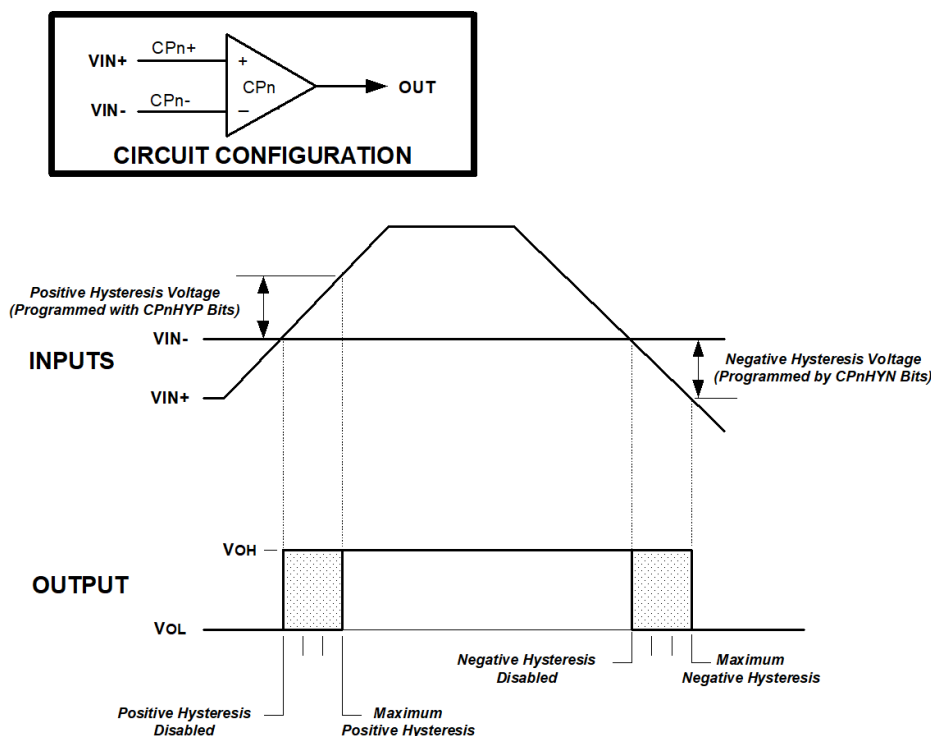 CPn+
VIN+
+
CPn
OUT
CPn-
VIN-
−
CIRCUIT CONFIGURATION
Positive Hysteresis Voltage
(Programmed with CPnHYP Bits)
VIN-
INPUTS
Negative Hysteresis Voltage
(Programmed by CPnHYN Bits)
VIN+
VOH
OUTPUT
VOL
Negative Hysteresis
Disabled
Maximum
Negative Hysteresis
Positive Hysteresis
Disabled
Maximum
Positive Hysteresis